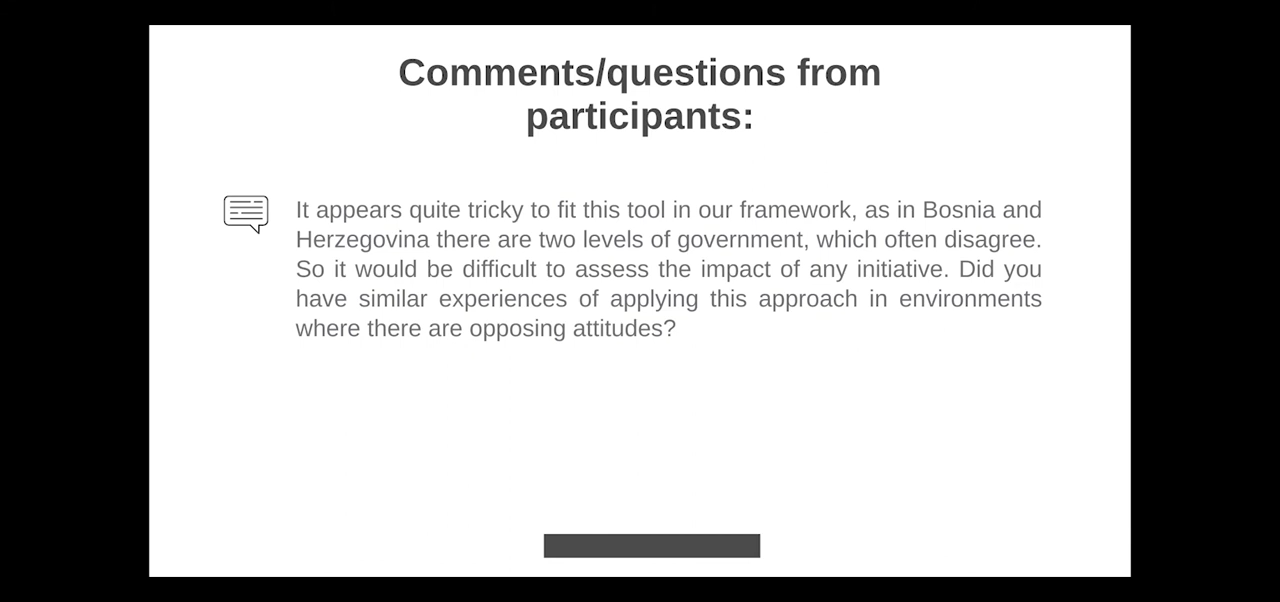 Comments/questions from
participants:
It appears quite tricky to fit this tool in our framework, as in Bosnia and
Herzegovina there are two levels of government, which often disagree.
So it would be difficult to assess the impact of any initiative. Did you
have similar experiences of applying this approach in environments
where there are opposing attitudes?